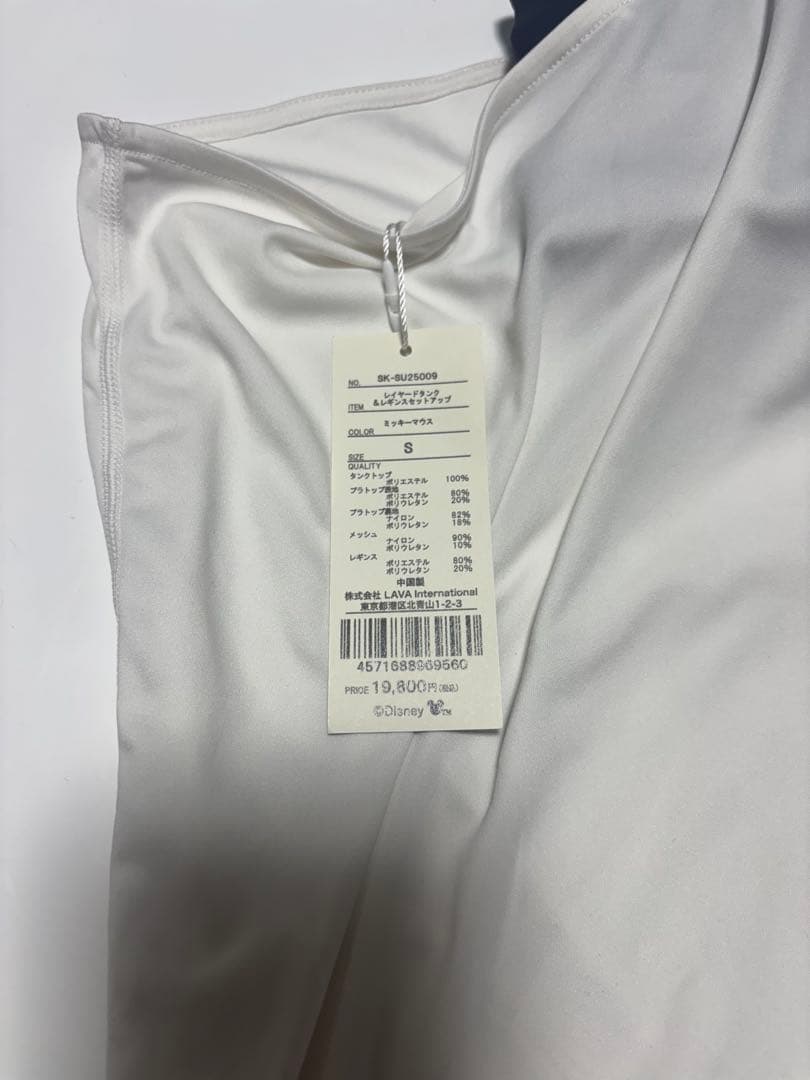 NO. SK-SU25009
ITEM レイヤードタンク
&レギンスセットアップ
COLOR ミッキーマウス
SIZE S
QUALITY
タンクトップ
ポリエステル 100%
ブラトップ表地
ポリエステル 80%
ポリウレタン 20%
ブラトップ裏地
ナイロン 82%
ポリウレタン 18%
メッシュ
ナイロン 90%
ポリウレタン 10%
レギンス
ポリエステル 80%
ポリウレタン 20%
中国製
株式会社 LAVA International
東京都港区北青山1-2-3
4571688969560
PRICE 19,800円(税込)
©Disney TM